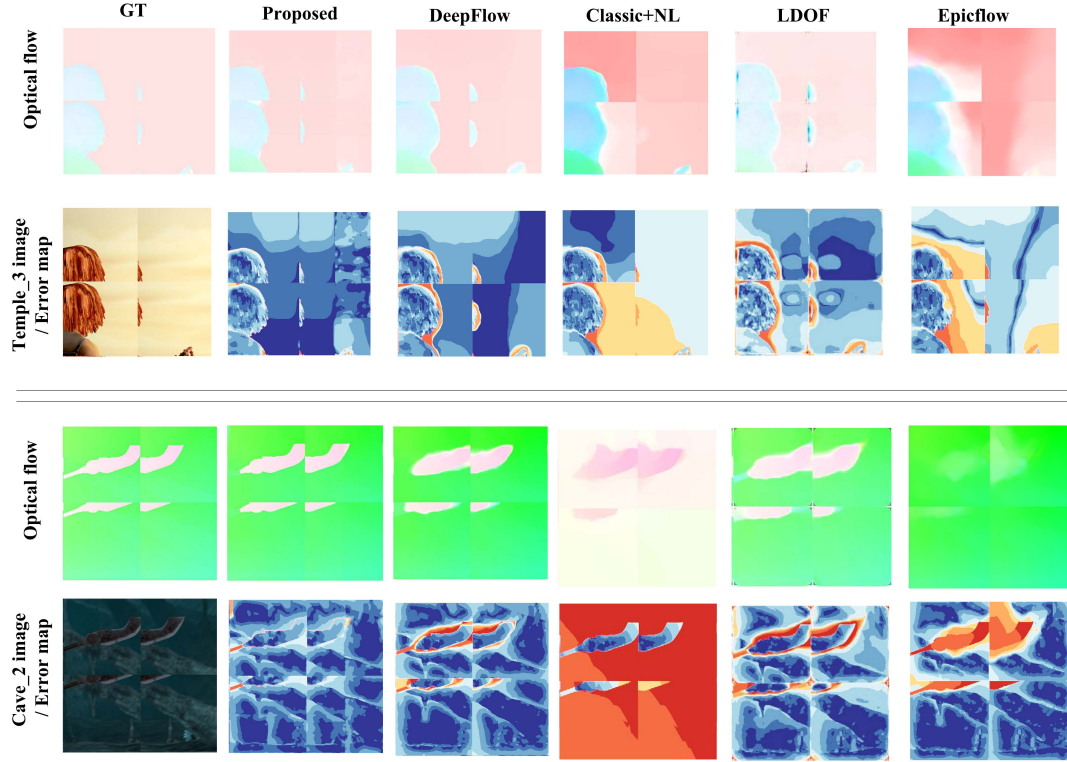 GT Proposed DeepFlow Classic+NL LDOF Epicflow
Optical flow
Temple_3 image
/ Error map
Optical flow
Cave_2 image
/ Error map